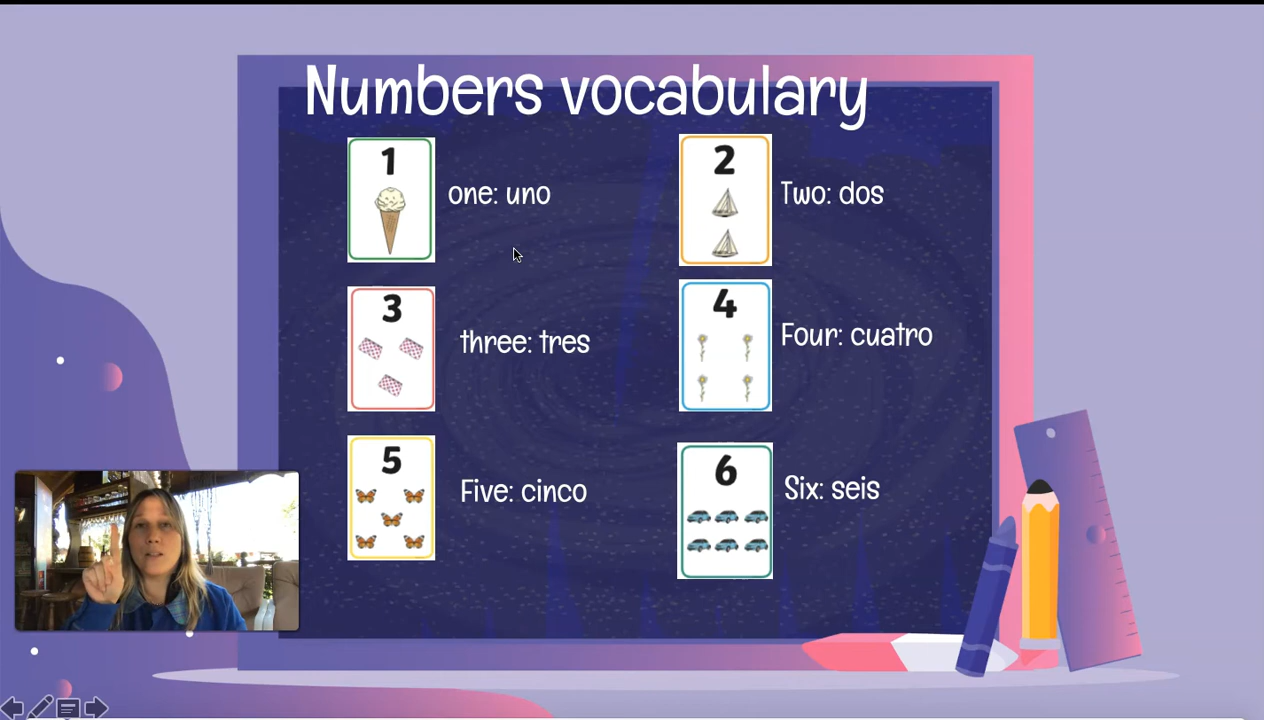 Numbers vocabulary
1
one: uno
2
Two: dos
3
three: tres
4
Four: cuatro
5
Five: cinco
6
Six: seis